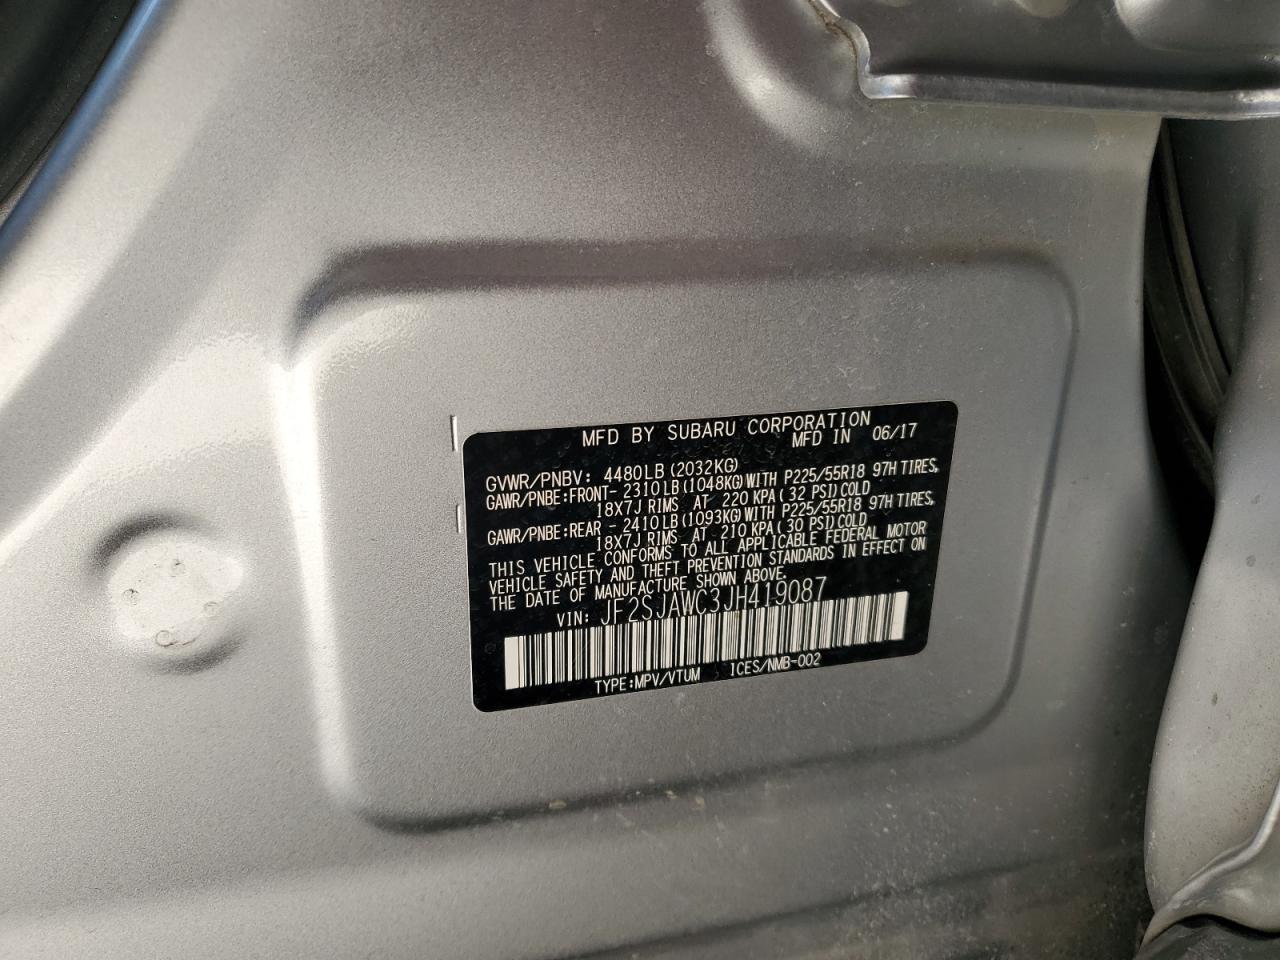 MFD BY SUBARU CORPORATION
MFD IN 06/17
GVWR/PNBV: 4480LB(2032KG)
GAWR/PNBE:FRONT-2310LB(1048KG)WITH P225/55R18 97H TIRES,
18X7J RIMS AT 220 KPA(32 PSI)COLD
GAWR/PNBE:REAR -2410LB(1093KG)WITH P225/55R18 97H TIRES,
18X7J RIMS AT 210 KPA(30 PSI)COLD
THIS VEHICLE CONFORMS TO ALL APPLICABLE FEDERAL MOTOR
VEHICLE SAFETY AND THEFT PREVENTION STANDARDS IN EFFECT ON
THE DATE OF MANUFACTURE SHOWN ABOVE.
VIN: JF2SJAWC3JH419087
TYPE:MPV/VTUM ICES/NMB-002